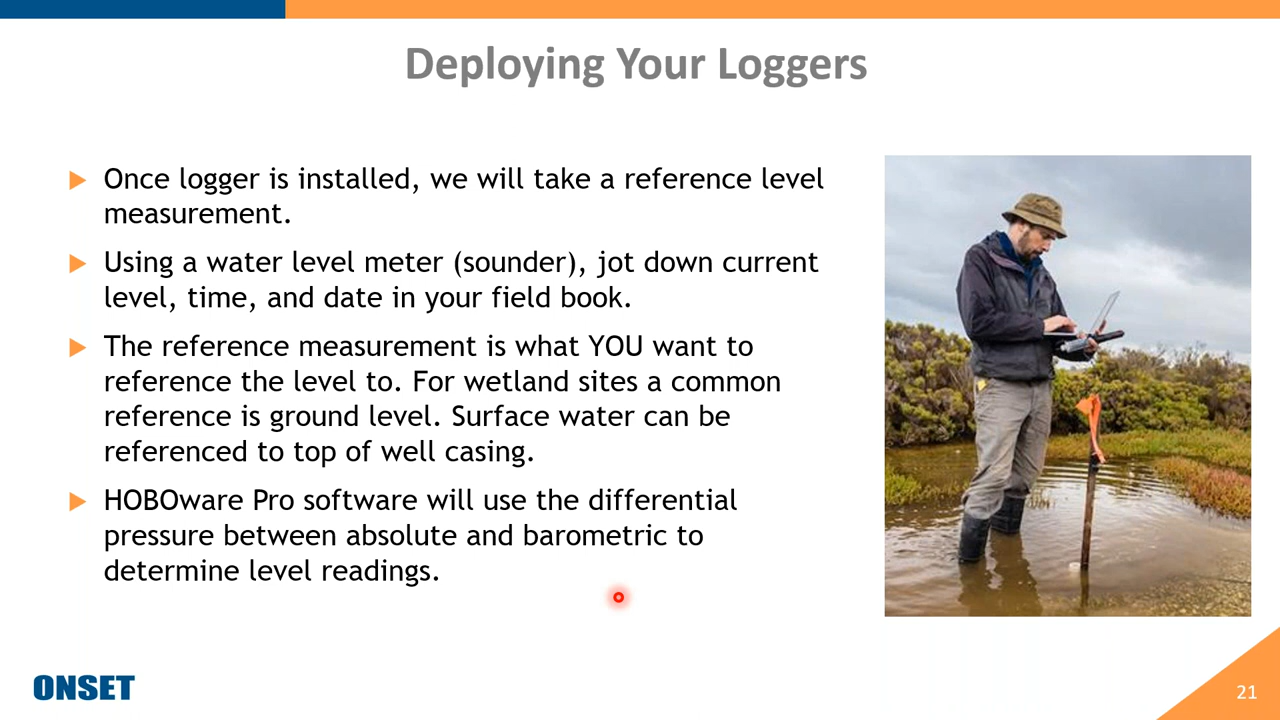 Deploying Your Loggers
Once logger is installed, we will take a reference level
measurement.
Using a water level meter (sounder), jot down current
level, time, and date in your field book.
The reference measurement is what YOU want to
reference the level to. For wetland sites a common
reference is ground level. Surface water can be
referenced to top of well casing.
HOBOware Pro software will use the differential
pressure between absolute and barometric to
determine level readings.
ONSET
21